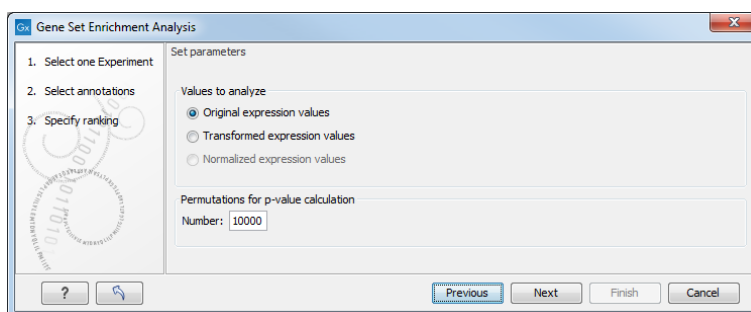 Gx Gene Set Enrichment Analysis
1. Select one Experiment
2. Select annotations
3. Specify ranking
Set parameters
Values to analyze
Original expression values
Transformed expression values
Normalized expression values
Permutations for p-value calculation
Number: 10000
? Previous Next Finish Cancel